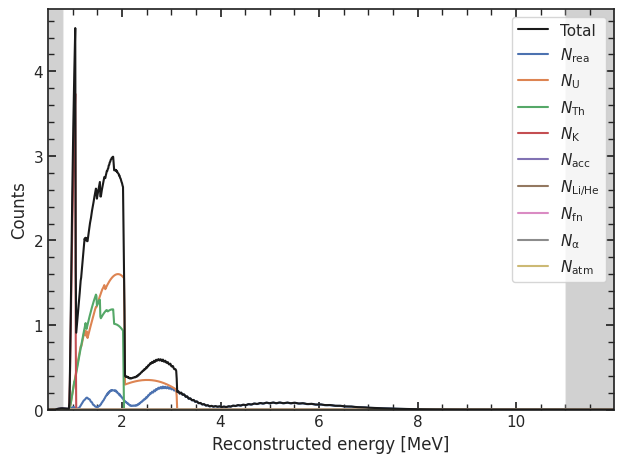 Total
N_rea
N_U
N_Th
N_K
N_acc
N_Li/He
N_fn
N_α
N_atm
Counts
4
3
2
1
0
2 4 6 8 10
Reconstructed energy [MeV]